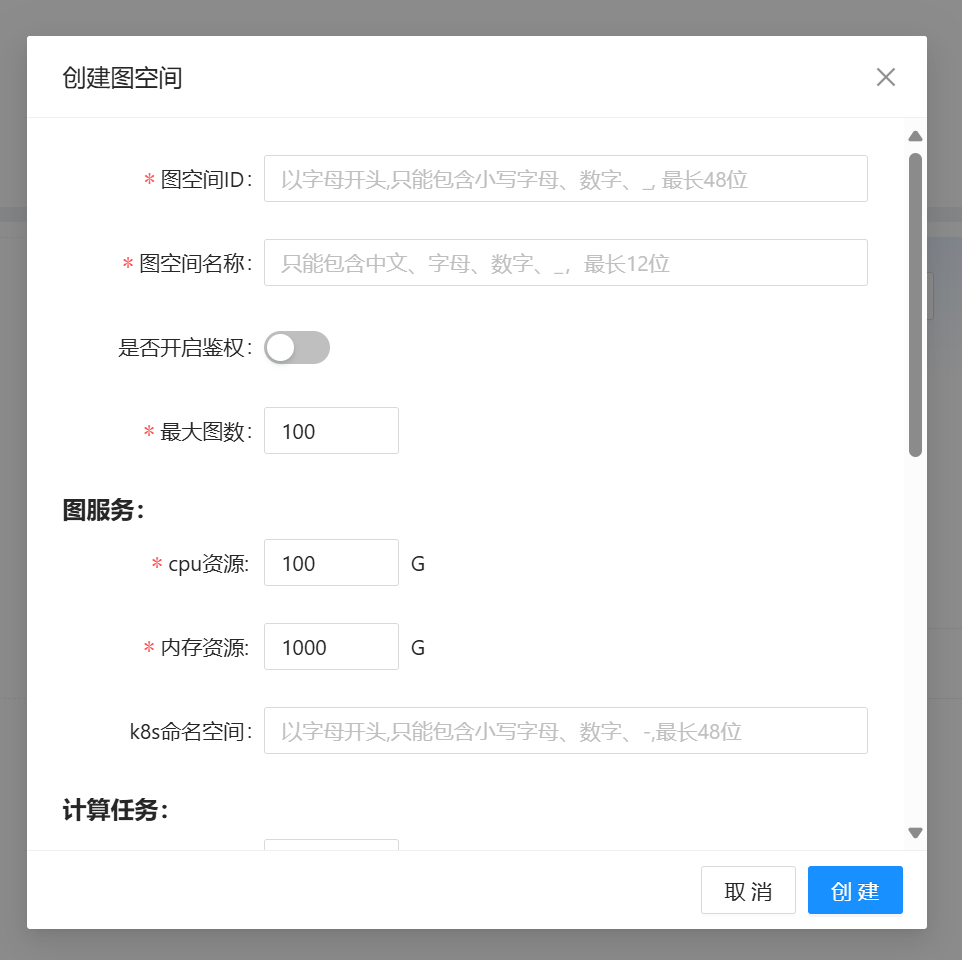 创建图空间
* 图空间ID: 以字母开头,只能包含小写字母、数字、_, 最长48位
* 图空间名称: 只能包含中文、字母、数字、_，最长12位
是否开启鉴权:
* 最大图数: 100
图服务：
* cpu资源: 100 G
* 内存资源: 1000 G
k8s命名空间: 以字母开头,只能包含小写字母、数字、-,最长48位
计算任务：
取 消 创 建